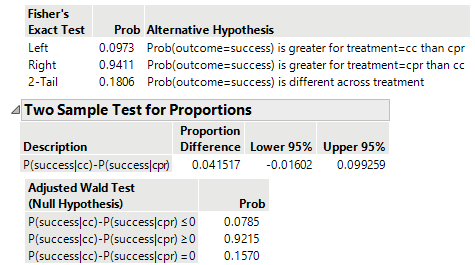 Fisher's
Exact Test Prob Alternative Hypothesis
Left 0.0973 Prob(outcome=success) is greater for treatment=cc than cpr
Right 0.9411 Prob(outcome=success) is greater for treatment=cpr than cc
2-Tail 0.1806 Prob(outcome=success) is different across treatment
Two Sample Test for Proportions
Proportion
Description Difference Lower 95% Upper 95%
P(success|cc)-P(success|cpr) 0.041517 -0.01602 0.099259
Adjusted Wald Test
(Null Hypothesis) Prob
P(success|cc)-P(success|cpr) ≤ 0 0.0785
P(success|cc)-P(success|cpr) ≥ 0 0.9215
P(success|cc)-P(success|cpr) = 0 0.1570